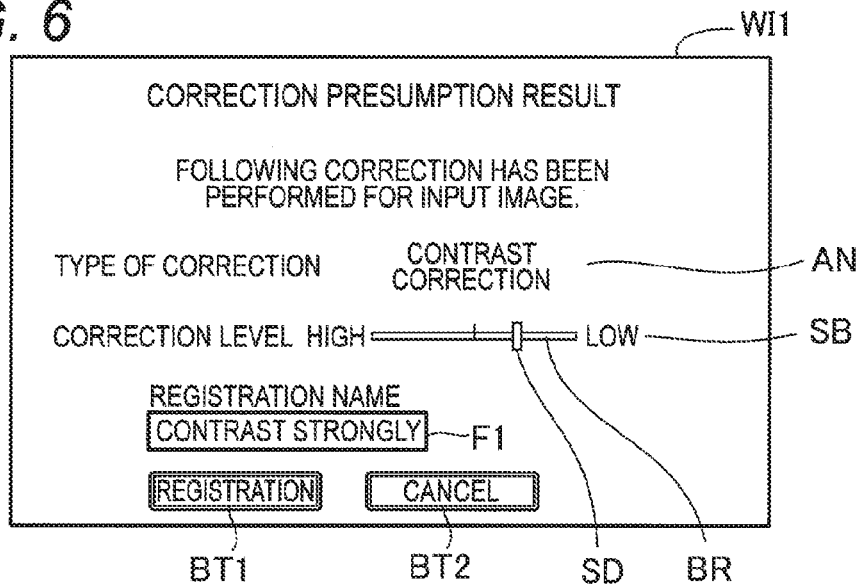 G. 6
WI1
CORRECTION PRESUMPTION RESULT
FOLLOWING CORRECTION HAS BEEN
PERFORMED FOR INPUT IMAGE.
TYPE OF CORRECTION
CONTRAST
CORRECTION
AN
CORRECTION LEVEL HIGH LOW
SB
REGISTRATION NAME
CONTRAST STRONGLY
F1
REGISTRATION
CANCEL
BT1
BT2
SD
BR